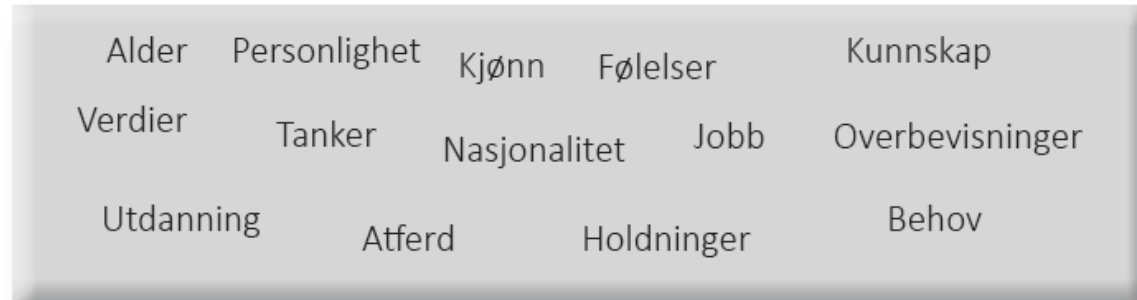 Alder Personlighet Kjønn Følelser Kunnskap
Verdier Tanker Nasjonalitet Jobb Overbevisninger
Utdanning Atferd Holdninger Behov